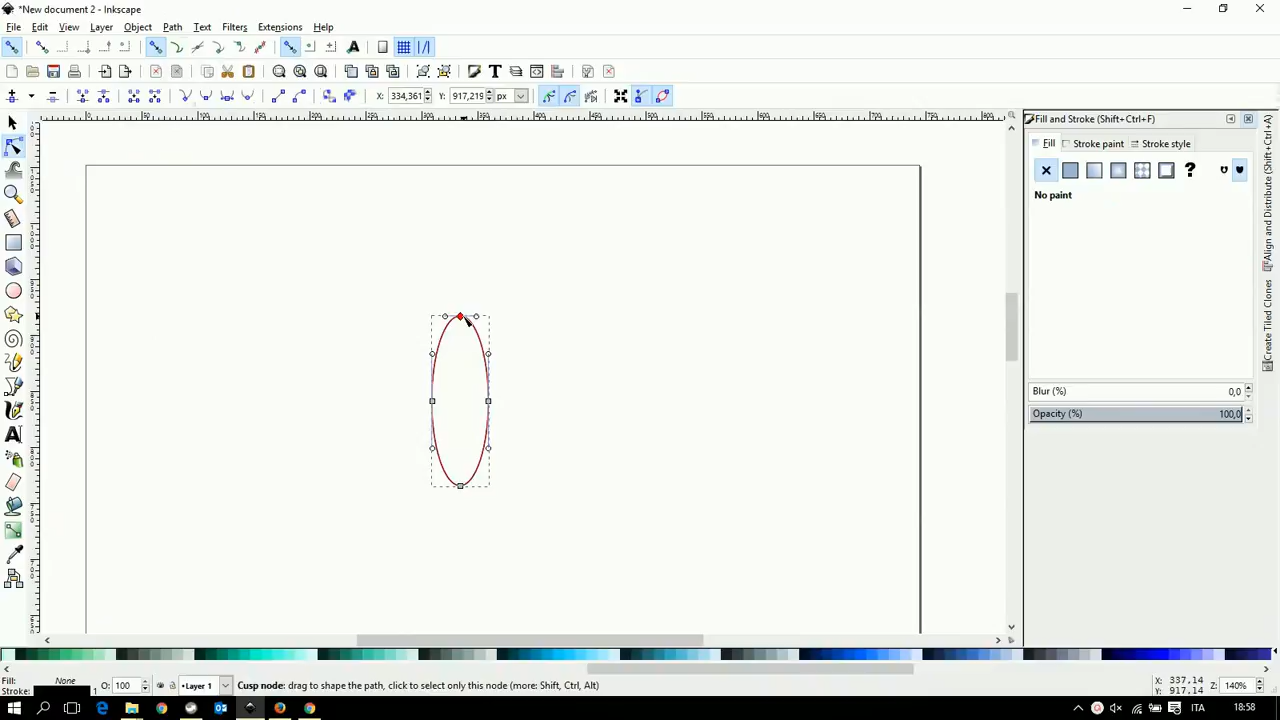 *New document 2 - Inkscape
File Edit View Layer Object Path Text Filters Extensions Help
X: 334,361 Y: 917,219 px
Fill and Stroke (Shift+Ctrl+F)
Fill Stroke paint Stroke style
No paint
Blur (%) 0,0
Opacity (%) 100,0
Align and Distribute (Shift+Ctrl+A)
Create Tiled Clones
Fill: None
Stroke: 1
O: 100
Layer 1
Cusp node: drag to shape the path, click to select only this node (more: Shift, Ctrl, Alt)
X: 337,14
Y: 917,14
Z: 140%
ITA 18:58